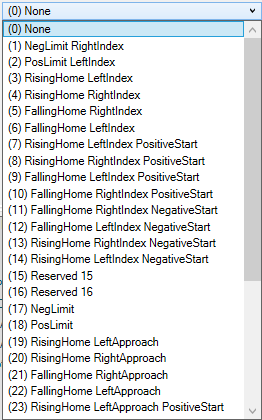 (0) None
(0) None
(1) NegLimit RightIndex
(2) PosLimit LeftIndex
(3) RisingHome LeftIndex
(4) RisingHome RightIndex
(5) FallingHome RightIndex
(6) FallingHome LeftIndex
(7) RisingHome LeftIndex PositiveStart
(8) RisingHome RightIndex PositiveStart
(9) FallingHome LeftIndex PositiveStart
(10) FallingHome RightIndex PositiveStart
(11) FallingHome RightIndex NegativeStart
(12) FallingHome LeftIndex NegativeStart
(13) RisingHome RightIndex NegativeStart
(14) RisingHome LeftIndex NegativeStart
(15) Reserved 15
(16) Reserved 16
(17) NegLimit
(18) PosLimit
(19) RisingHome LeftApproach
(20) RisingHome RightApproach
(21) FallingHome RightApproach
(22) FallingHome LeftApproach
(23) RisingHome LeftApproach PositiveStart